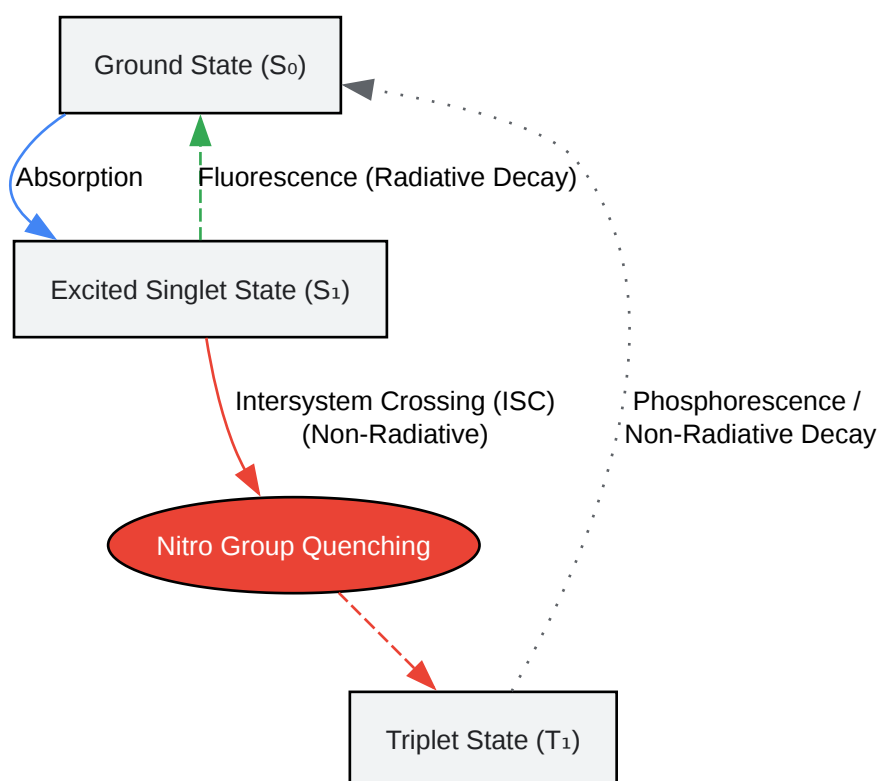 Ground State (S₀)
Absorption
Fluorescence (Radiative Decay)
Excited Singlet State (S₁)
Intersystem Crossing (ISC)
(Non-Radiative)
Phosphorescence /
Non-Radiative Decay
Nitro Group Quenching
Triplet State (T₁)